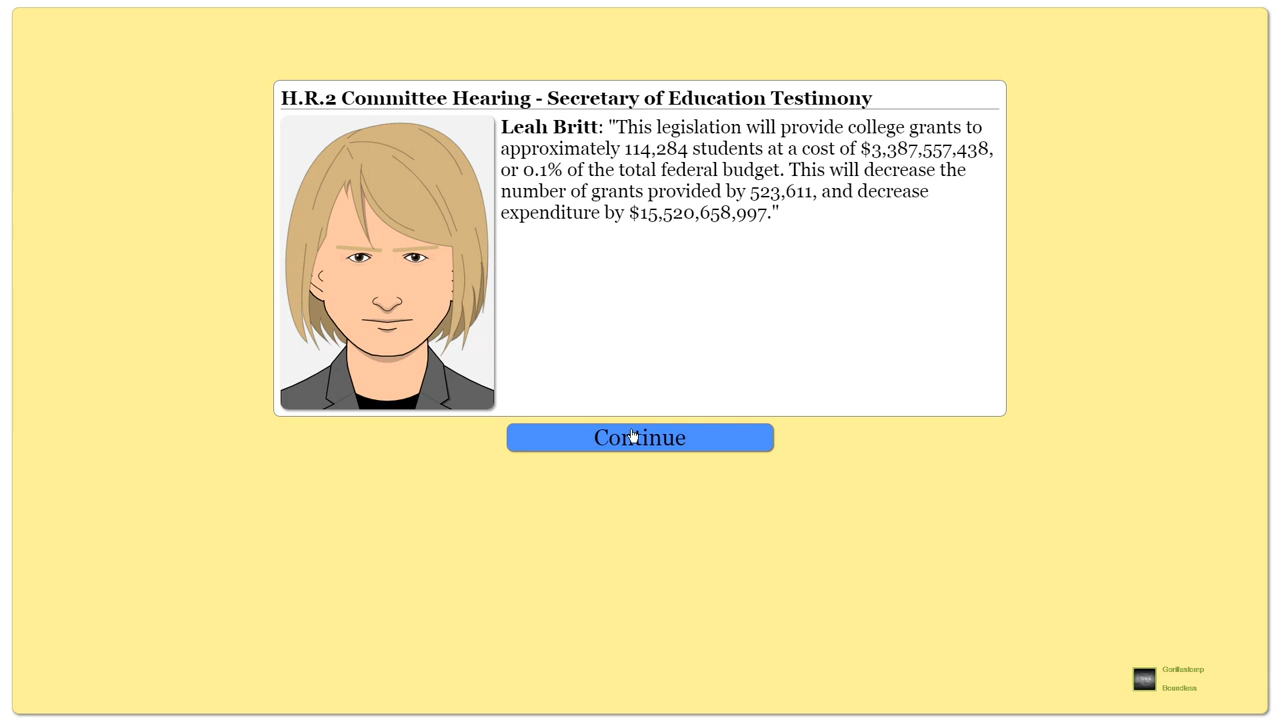 H.R.2 Committee Hearing - Secretary of Education Testimony
Leah Britt: "This legislation will provide college grants to
approximately 114,284 students at a cost of $3,387,557,438,
or 0.1% of the total federal budget. This will decrease the
number of grants provided by 523,611, and decrease
expenditure by $15,520,658,997."
Continue
Boundless